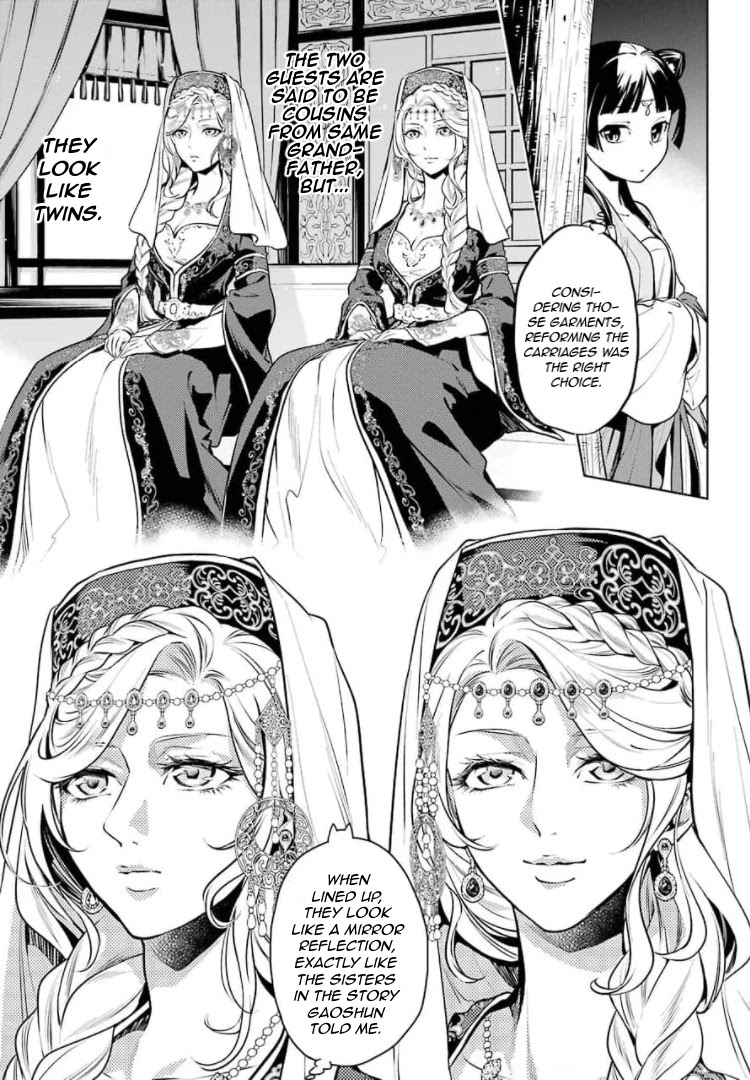 CONSI-
DERING THO-
SE GARMENTS,
REFORMING THE
CARRIAGES WAS
THE RIGHT
CHOICE.
THE TWO
GUESTS ARE
SAID TO BE
COUSINS
FROM SAME
GRAND-
FATHER,
BUT...
THEY
LOOK
LIKE
TWINS.
WHEN
LINED UP,
THEY LOOK
LIKE A MIRROR
REFLECTION,
EXACTLY LIKE
THE SISTERS
IN THE STORY
GAOSHUN
TOLD ME.